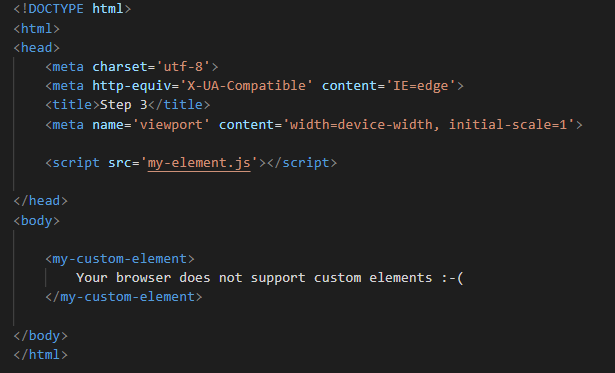 <!DOCTYPE html>
<html>
<head>
<meta charset='utf-8'>
<meta http-equiv='X-UA-Compatible' content='IE=edge'>
<title>Step 3</title>
<meta name='viewport' content='width=device-width, initial-scale=1'>
<script src='my-element.js'></script>
</head>
<body>
<my-custom-element>
Your browser does not support custom elements :-(
</my-custom-element>
</body>
</html>